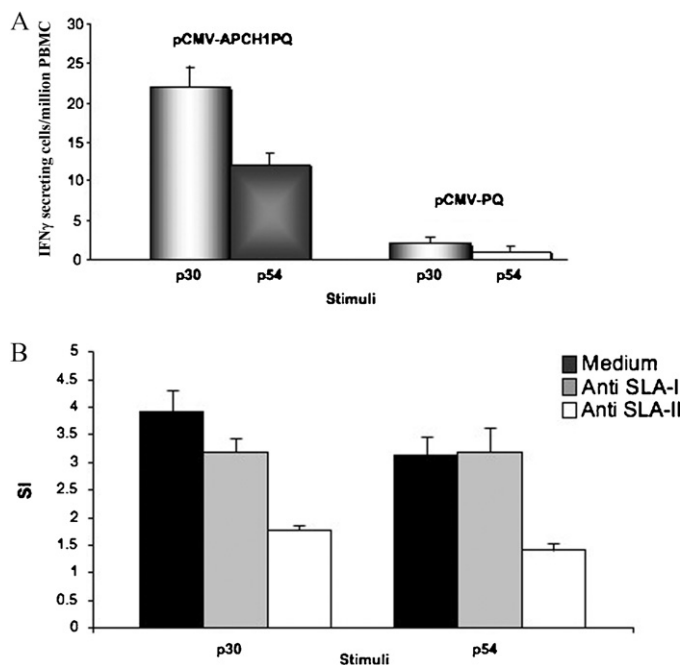 A
pCMV-APCH1PQ
IFNγ secreting cells/million PBMC
30
25
20
15
10
5
0
pCMV-PQ
p30 p54 p30 p54
Stimuli
B
Medium
Anti SLA-I
Anti SLA-II
SI
5
4.5
4
3.5
3
2.5
2
1.5
1
0.5
0
p30 p54
Stimuli